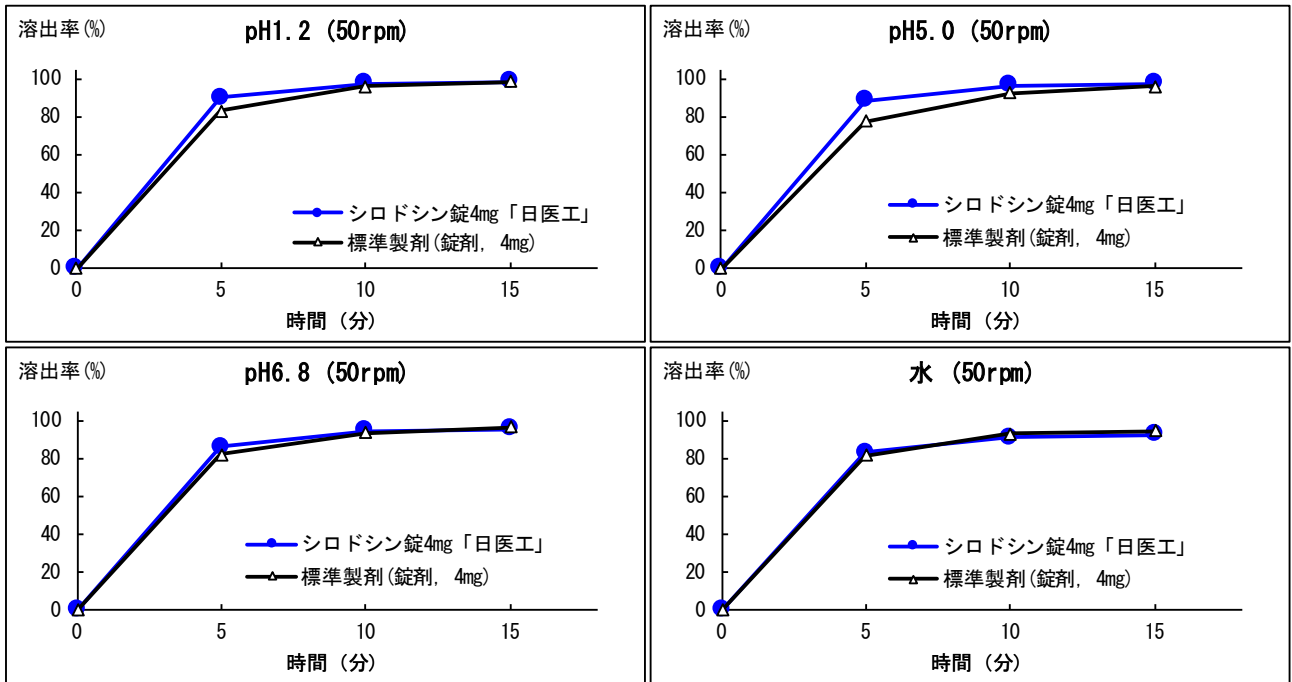 溶出率(%)
pH1.2 (50rpm)
100
80
60
40
20
0
シロドシン錠4mg「日医工」
標準製剤(錠剤, 4mg)
0 5 10 15
時間 (分)
溶出率(%)
pH5.0 (50rpm)
100
80
60
40
20
0
シロドシン錠4mg「日医工」
標準製剤(錠剤, 4mg)
0 5 10 15
時間 (分)
溶出率(%)
pH6.8 (50rpm)
100
80
60
40
20
0
シロドシン錠4mg「日医工」
標準製剤(錠剤, 4mg)
0 5 10 15
時間 (分)
溶出率(%)
水 (50rpm)
100
80
60
40
20
0
シロドシン錠4mg「日医工」
標準製剤(錠剤, 4mg)
0 5 10 15
時間 (分)